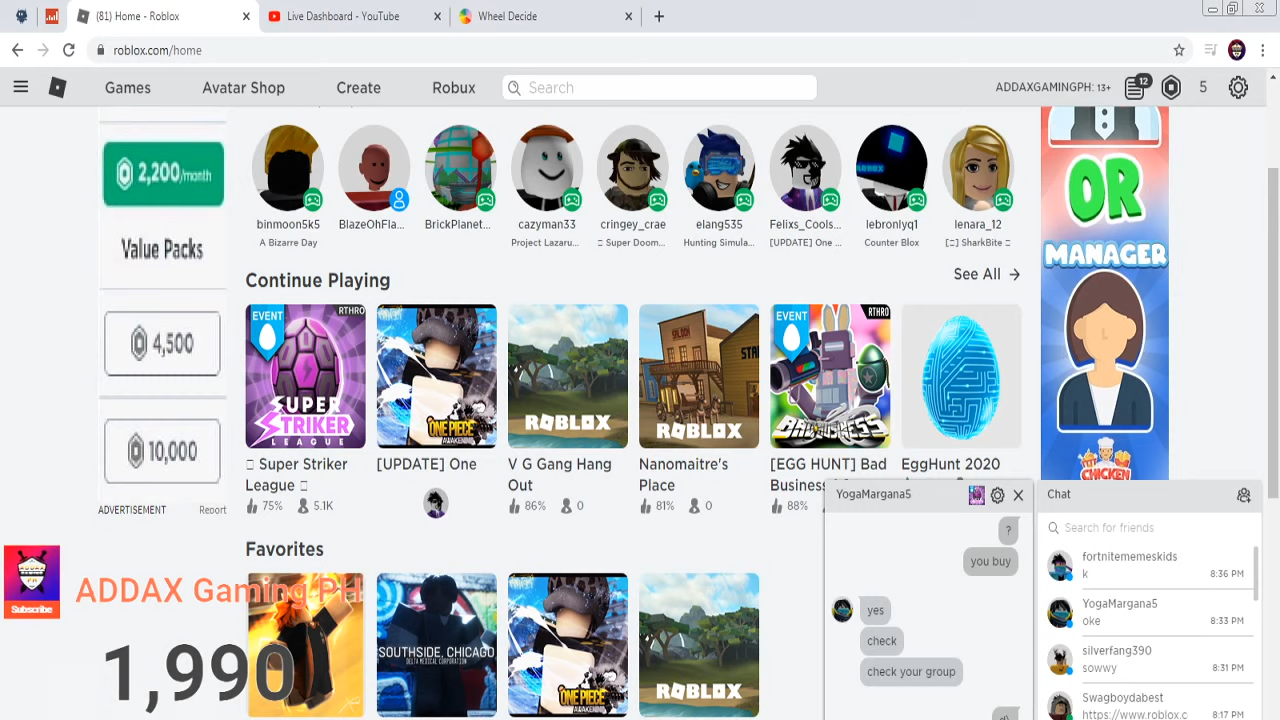 (81) Home - Roblox
Live Dashboard - YouTube
Wheel Decide
roblox.com/home
Games
Avatar Shop
Create
Robux
Search
ADDAXGAMINGPH: 13+
12
5
2,200/month
Value Packs
4,500
10,000
ADVERTISEMENT
Report
binmoon5k5
A Bizarre Day
BlazeOhFla...
BrickPlanet...
cazyman33
Project Lazaru...
cringey_crae
Super Doom...
elang535
Hunting Simula...
Felixs_Cools...
[UPDATE] One ...
lebronlyq1
Counter Blox
lenara_12
SharkBite
OR
MANAGER
CHICKEN
Continue Playing
See All
EVENT
RTHRO
SUPER
STRIKER
LEAGUE
Super Striker
League
75%
5.1K
ONE PIECE
AWAKENING
[UPDATE] One
ROBLOX
V G Gang Hang
Out
86%
0
SALOON
ROBLOX
Nanomaitre's
Place
81%
0
EVENT
RTHRO
BAD BUSINESS
[EGG HUNT] Bad
Business
88%
EggHunt 2020
Favorites
SOUTHSIDE, CHICAGO
DELTA MEDICAL CORPORATION
ONE PIECE
AWAKENING
ROBLOX
Subscribe
ADDAX Gaming PH
1,990
YogaMargana5
?
you buy
yes
check
check your group
Chat
Search for friends
fortnitememeskids
k
8:36 PM
YogaMargana5
oke
8:33 PM
silverfang390
sowwy
8:31 PM
Swagboydabest
https://www.roblox.c
8:17 PM